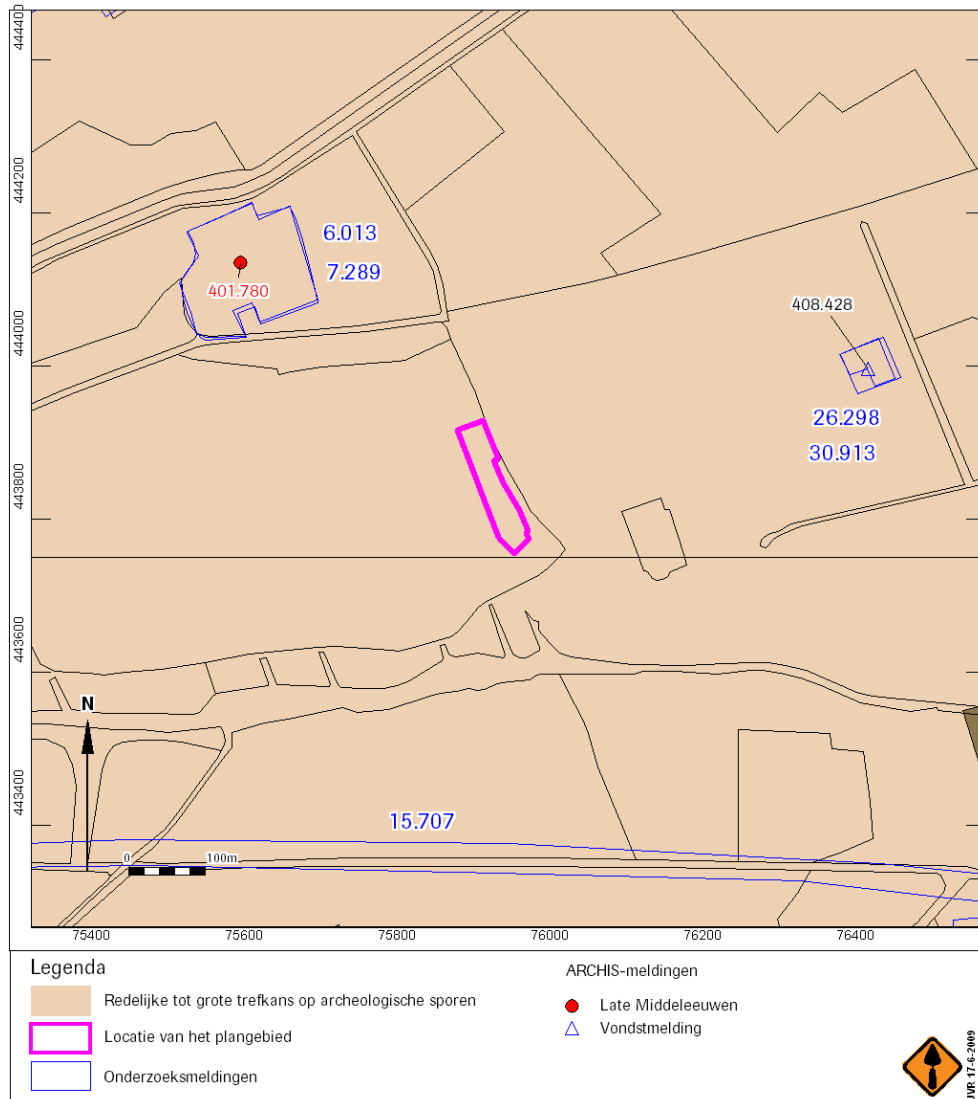 444400
444200
444000
443800
443600
443400
6.013
7.289
401.780
408.428
26.298
30.913
15.707
N
0 100m
75400 75600 75800 76000 76200 76400
Legenda
Redelijke tot grote trefkans op archeologische sporen
Locatie van het plangebied
Onderzoeksmeldingen
ARCHIS-meldingen
Late Middeleeuwen
Vondstmelding
JVR 17-6-2009